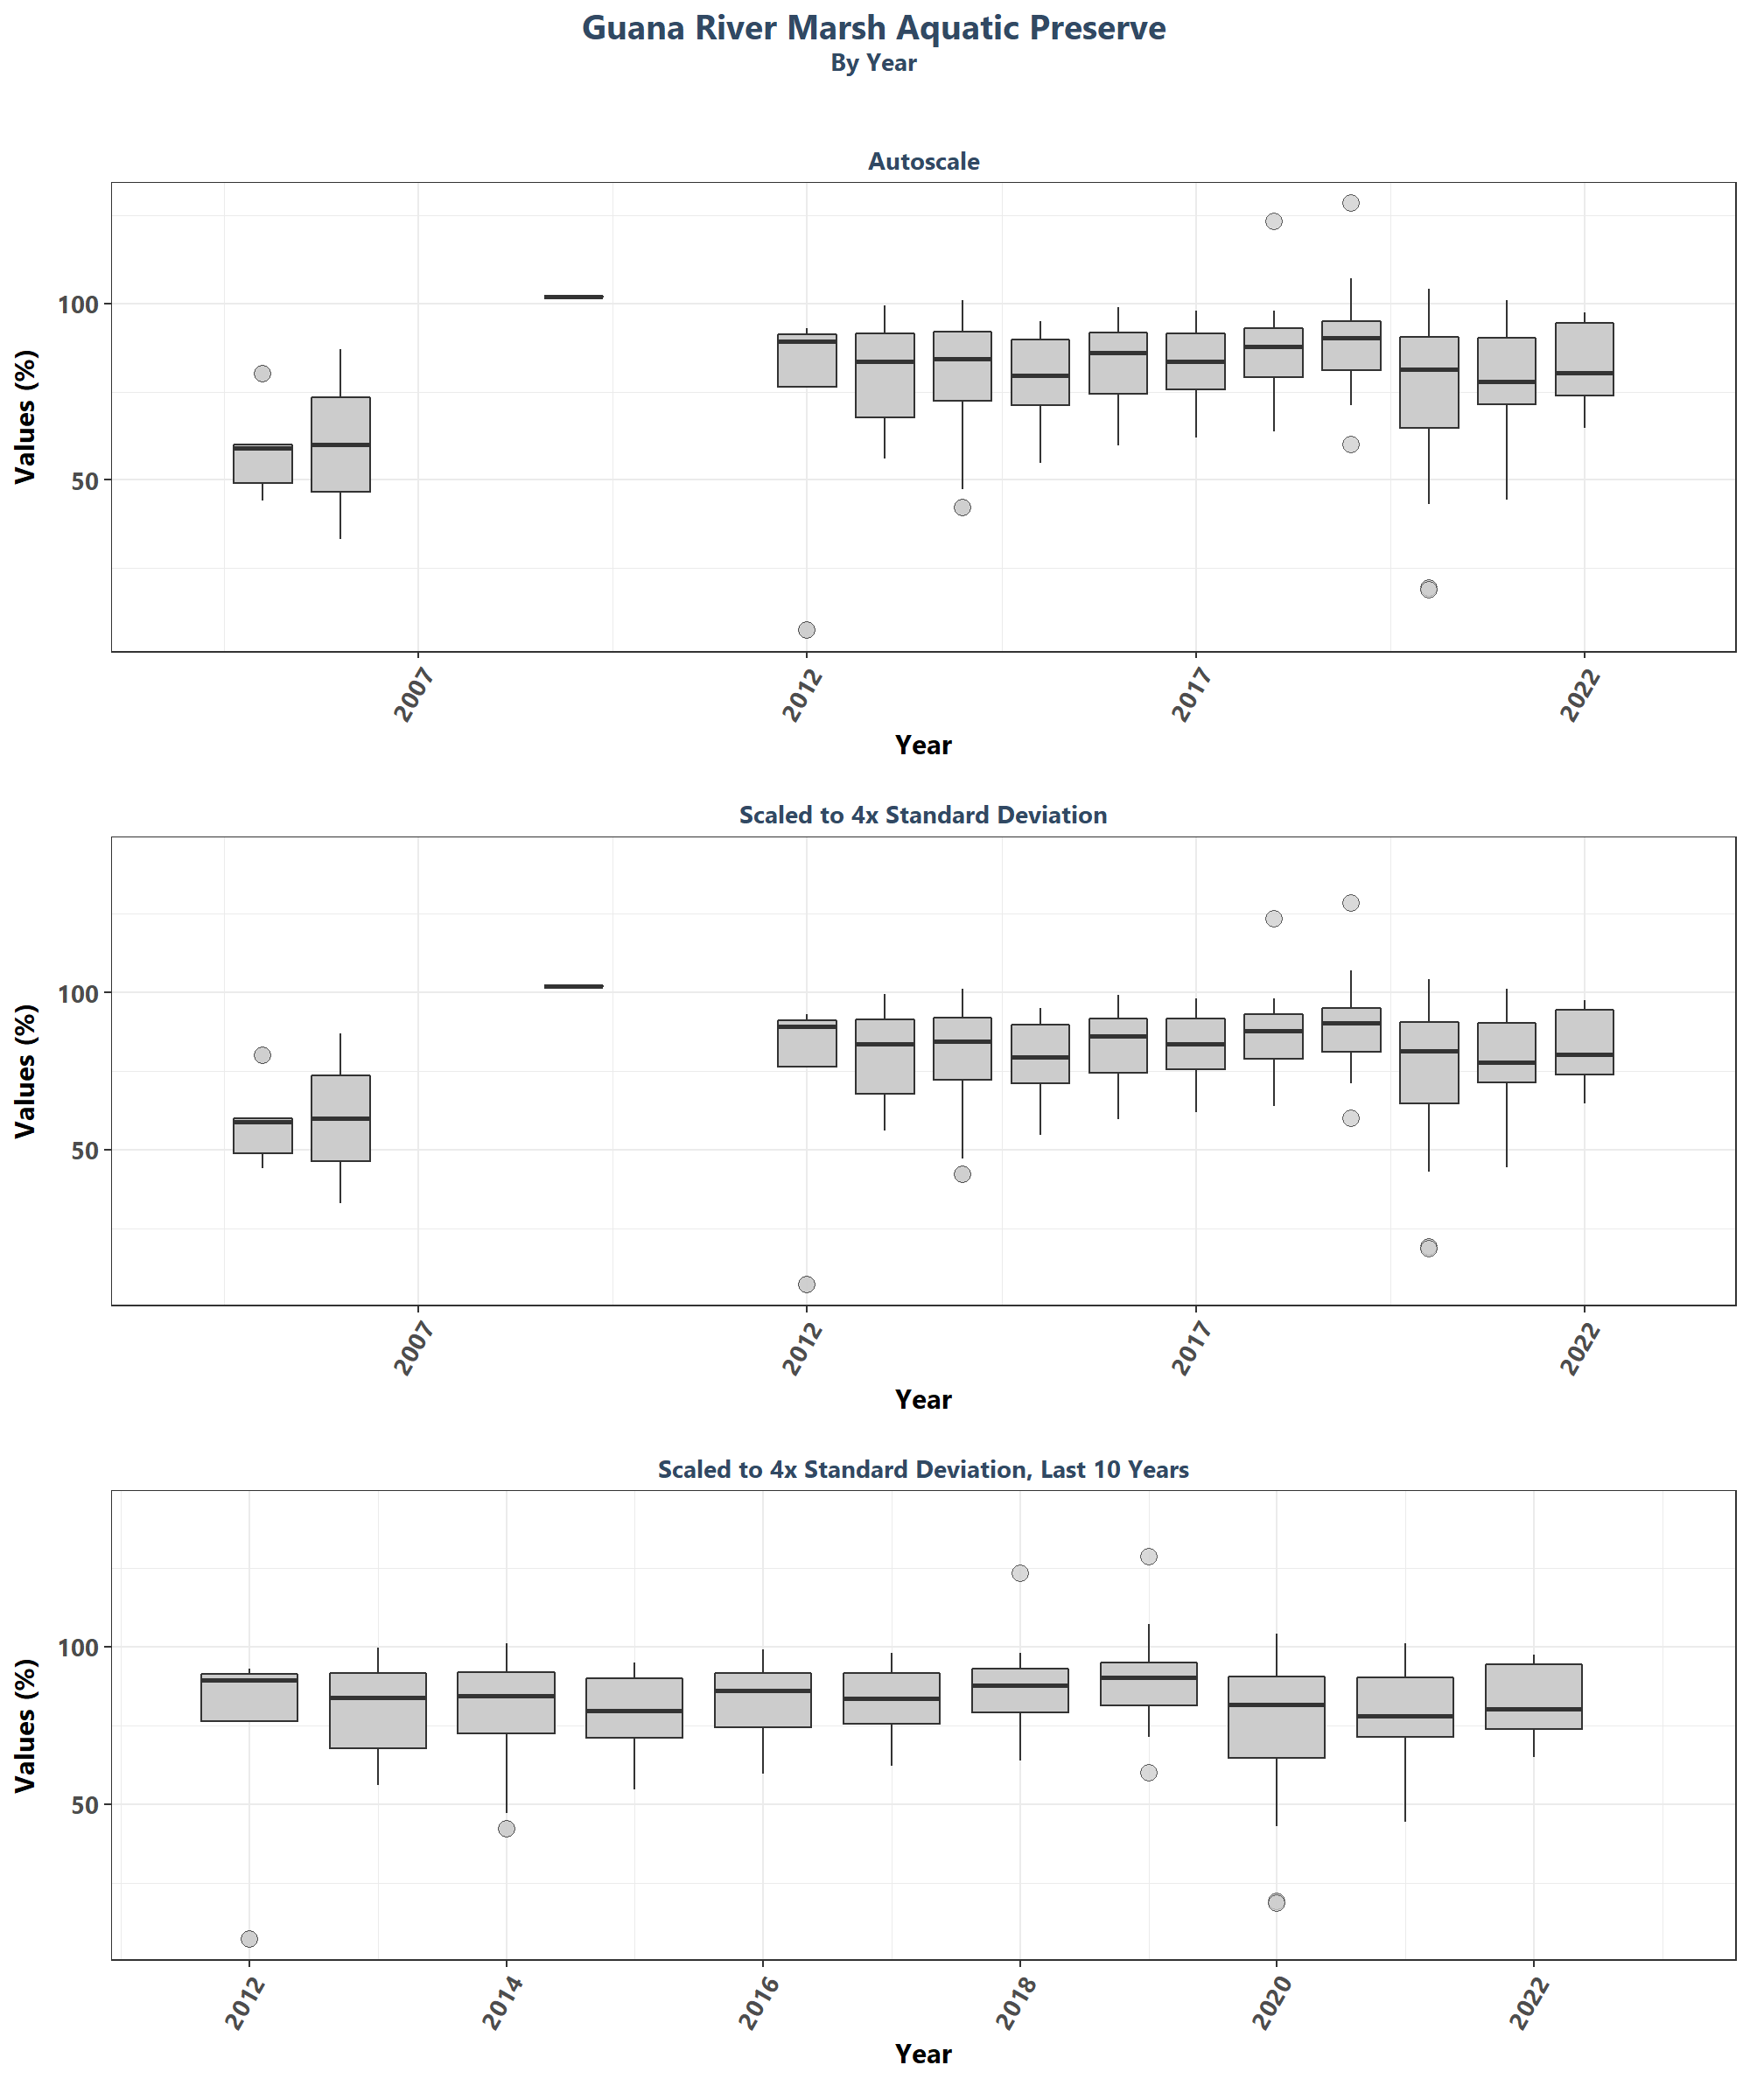 Guana River Marsh Aquatic Preserve
By Year
Autoscale
Values (%)
100
50
2007 2012 2017 2022
Year
Scaled to 4x Standard Deviation
Values (%)
100
50
2007 2012 2017 2022
Year
Scaled to 4x Standard Deviation, Last 10 Years
Values (%)
100
50
2012 2014 2016 2018 2020 2022
Year